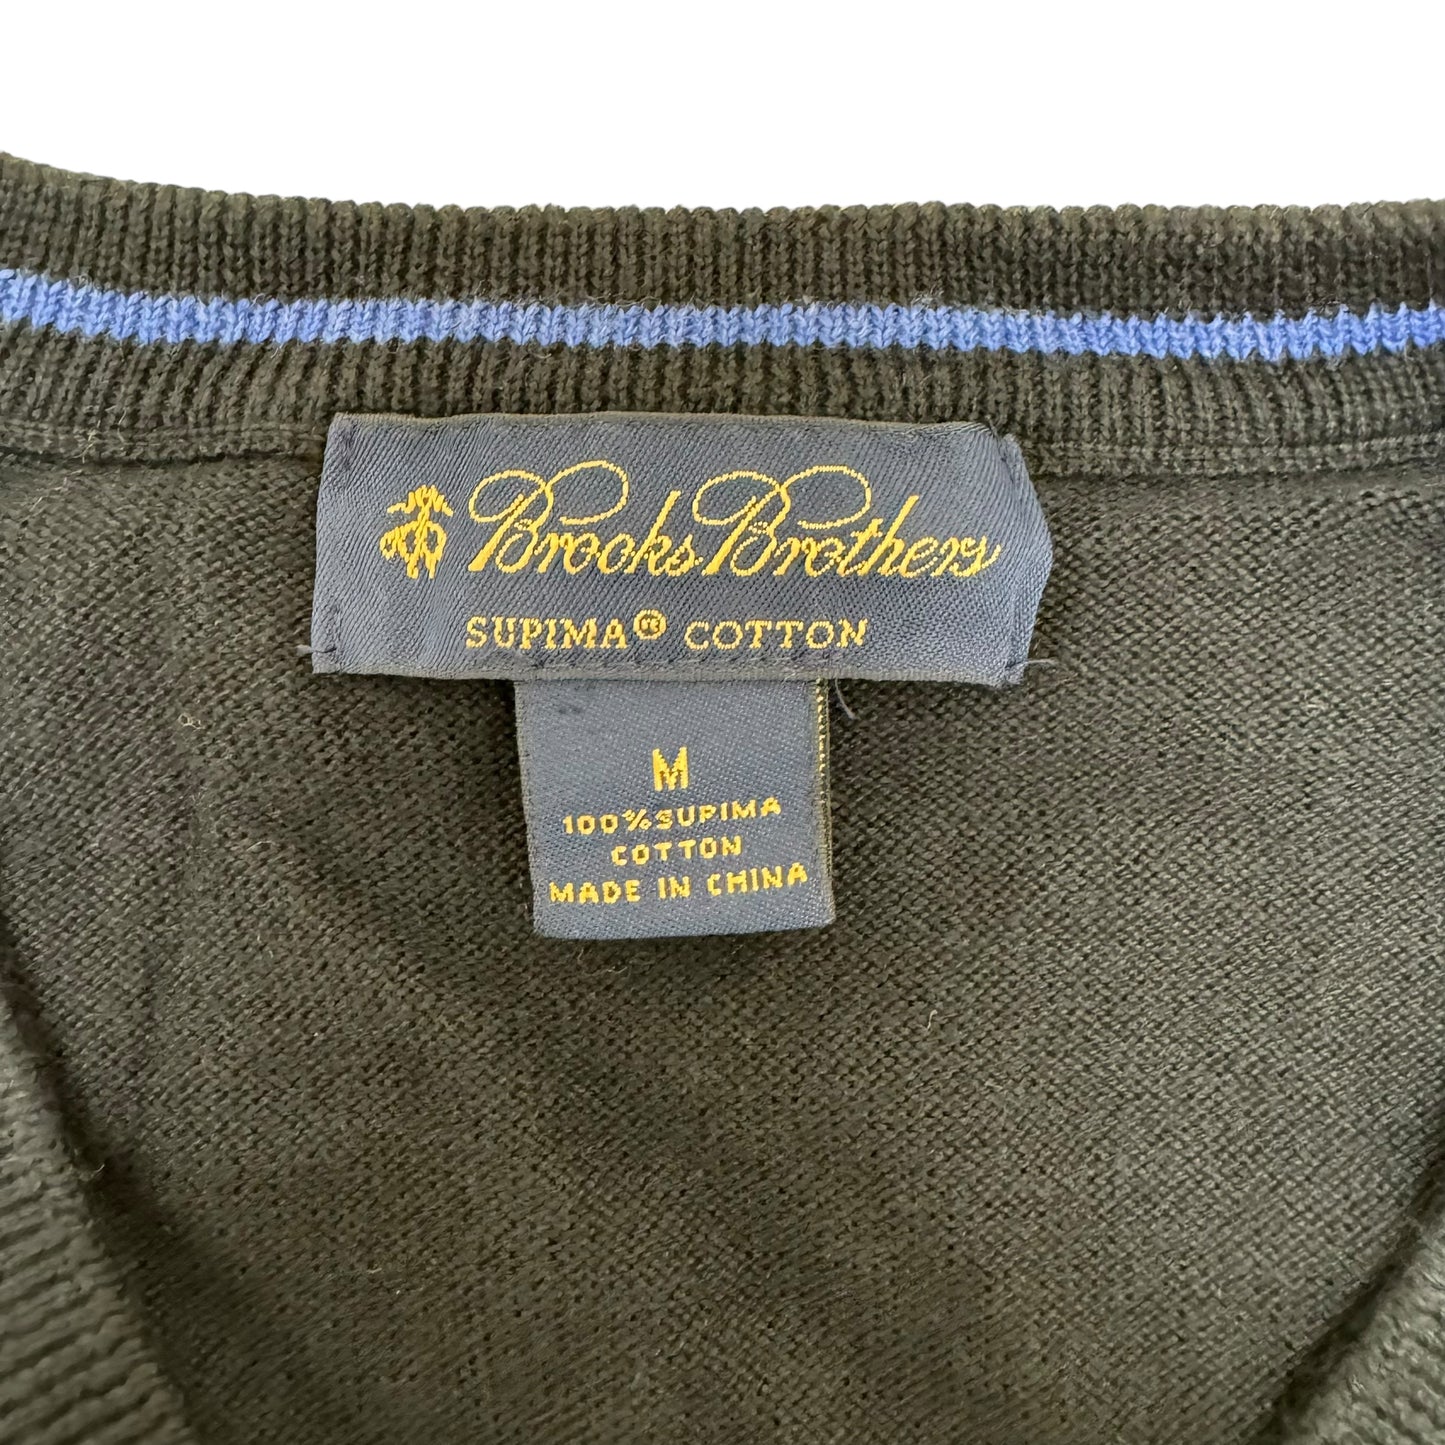 Brooks Brothers
SUPIMA® COTTON
M
100%SUPIMA
COTTON
MADE IN CHINA